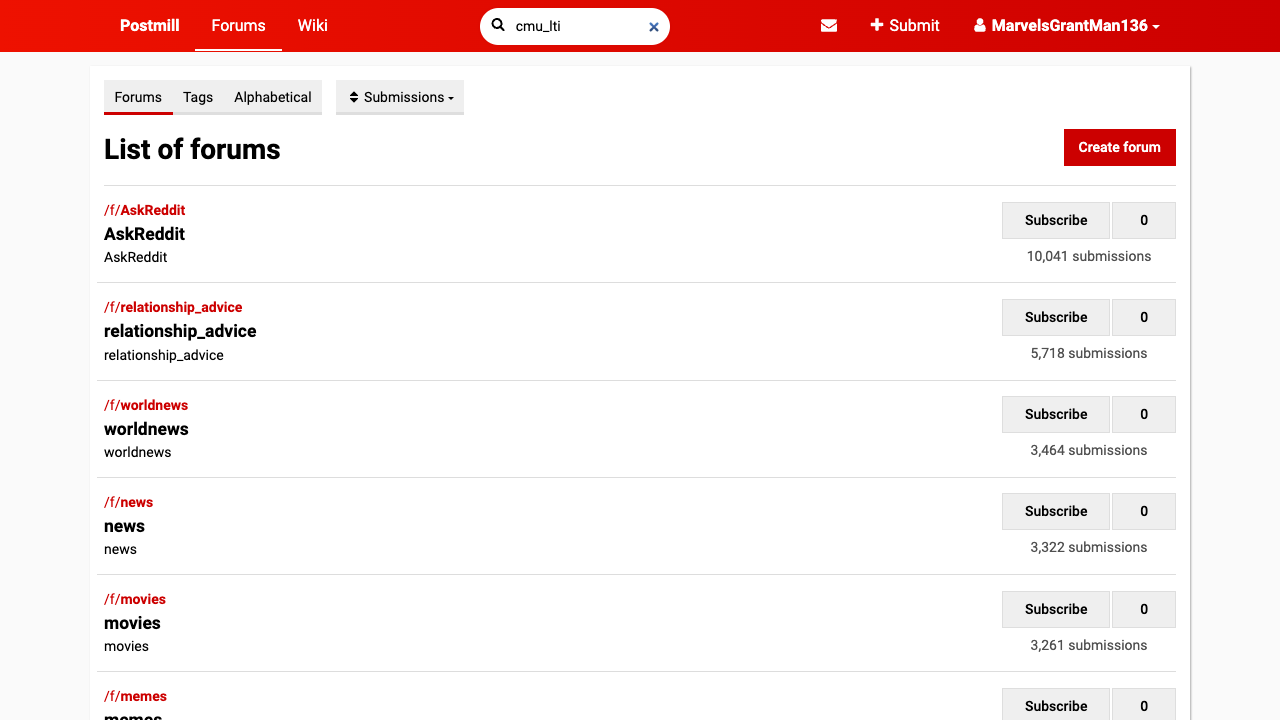 Postmill Forums Wiki cmu_lti Submit MarvelsGrantMan136
Forums Tags Alphabetical Submissions
List of forums Create forum
/f/AskReddit
AskReddit
AskReddit
Subscribe 0
10,041 submissions
/f/relationship_advice
relationship_advice
relationship_advice
Subscribe 0
5,718 submissions
/f/worldnews
worldnews
worldnews
Subscribe 0
3,464 submissions
/f/news
news
news
Subscribe 0
3,322 submissions
/f/movies
movies
movies
Subscribe 0
3,261 submissions
/f/memes
memes
Subscribe 0